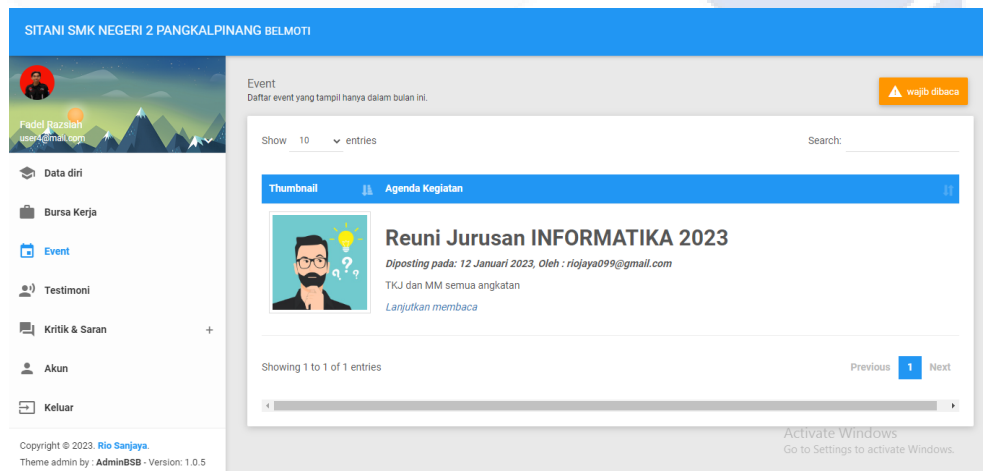 SITANI SMK NEGERI 2 PANGKALPINANG BELMOTI
Fadel Razsiah
user4@mail.com
Data diri
Bursa Kerja
Event
Testimoni
Kritik & Saran +
Akun
Keluar
Copyright © 2023. Rio Sanjaya.
Theme admin by : AdminBSB - Version: 1.0.5
Event
Daftar event yang tampil hanya dalam bulan ini.
wajib dibaca
Show 10 entries
Search:
Thumbnail Agenda Kegiatan
Reuni Jurusan INFORMATIKA 2023
Diposting pada: 12 Januari 2023, Oleh : riojaya099@gmail.com
TKJ dan MM semua angkatan
Lanjutkan membaca
Showing 1 to 1 of 1 entries
Previous 1 Next
Activate Windows
Go to Settings to activate Windows.